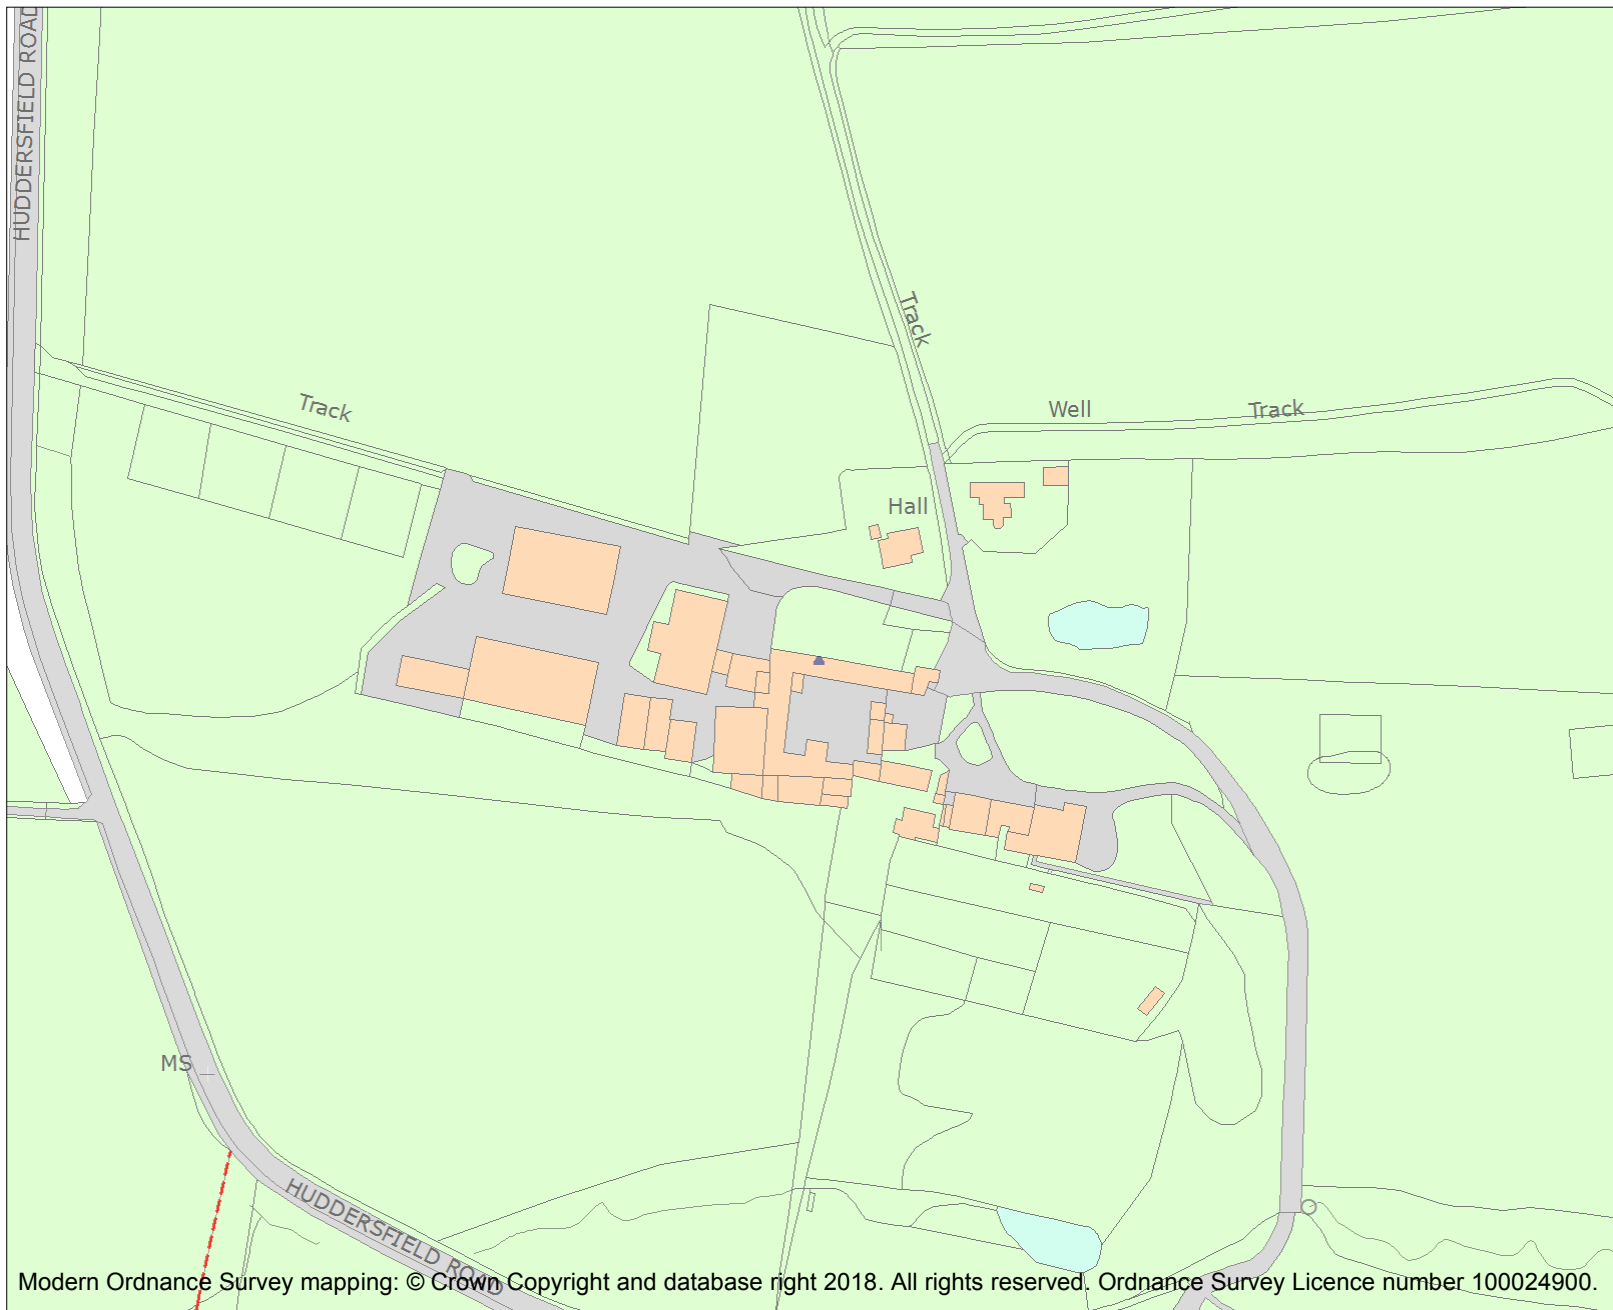 HUDDERSFIELD ROAD
Track
Track
Well
Track
Hall
MS
HUDDERSFIELD ROAD
Modern Ordnance Survey mapping: © Crown Copyright and database right 2018. All rights reserved. Ordnance Survey Licence number 100024900.